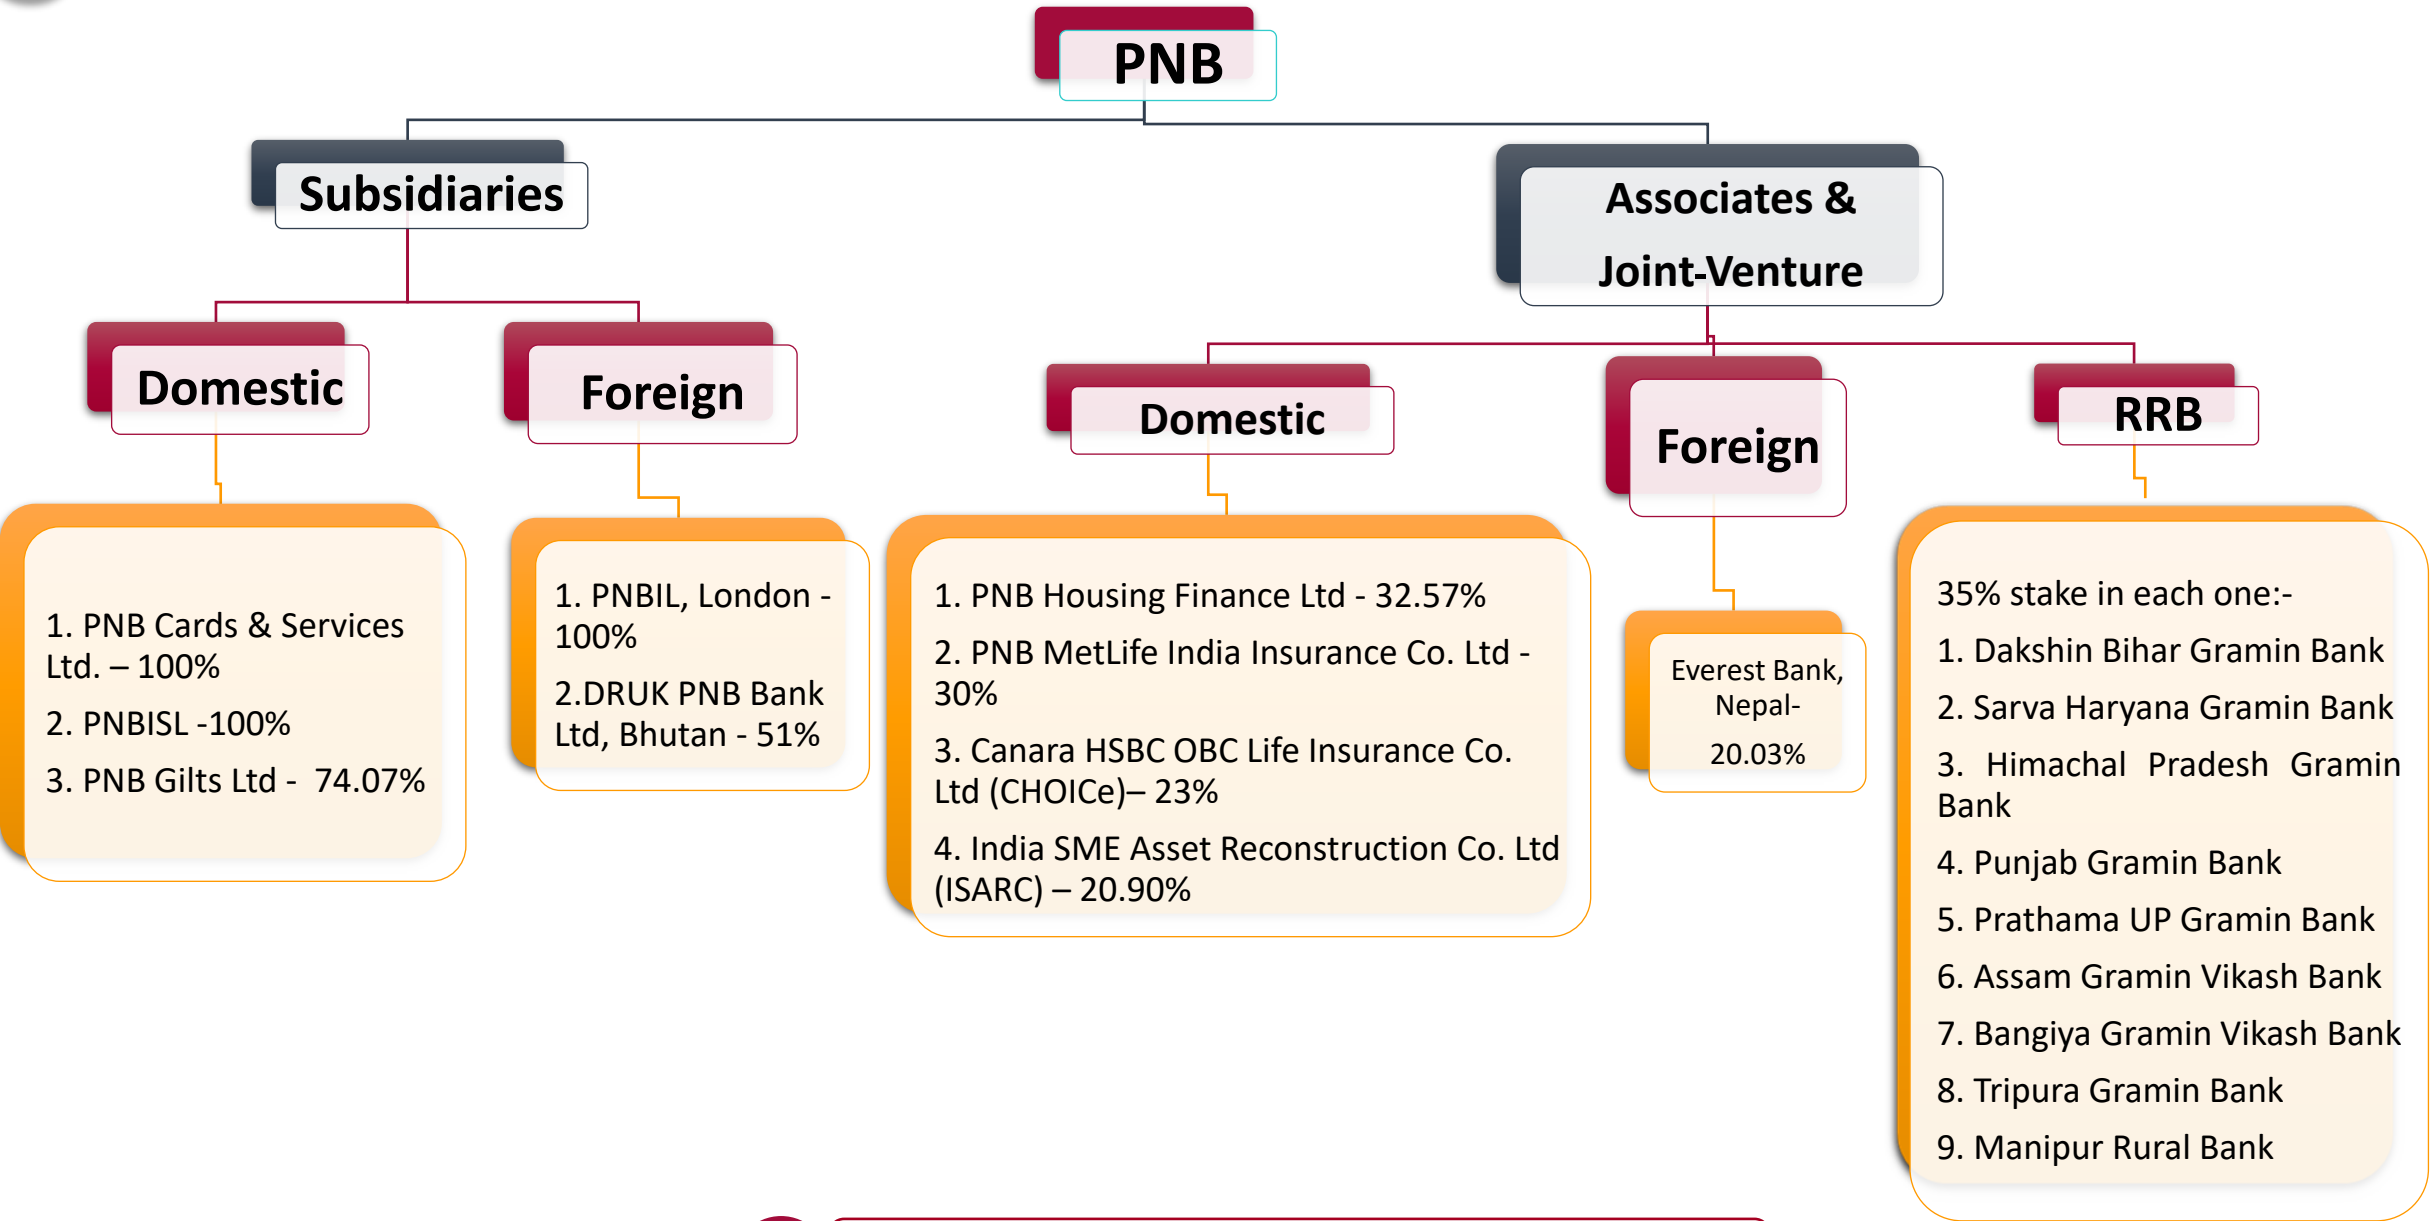 PNB
Subsidiaries
Associates &
Joint-Venture
Domestic
Foreign
Domestic
Foreign
RRB
1. PNB Cards & Services
Ltd. – 100%
2. PNBISL -100%
3. PNB Gilts Ltd - 74.07%
1. PNBIL, London -
100%
2.DRUK PNB Bank
Ltd, Bhutan - 51%
1. PNB Housing Finance Ltd - 32.57%
2. PNB MetLife India Insurance Co. Ltd -
30%
3. Canara HSBC OBC Life Insurance Co.
Ltd (CHOICe)– 23%
4. India SME Asset Reconstruction Co. Ltd
(ISARC) – 20.90%
Everest Bank,
Nepal-
20.03%
35% stake in each one:-
1. Dakshin Bihar Gramin Bank
2. Sarva Haryana Gramin Bank
3. Himachal Pradesh Gramin
Bank
4. Punjab Gramin Bank
5. Prathama UP Gramin Bank
6. Assam Gramin Vikash Bank
7. Bangiya Gramin Vikash Bank
8. Tripura Gramin Bank
9. Manipur Rural Bank